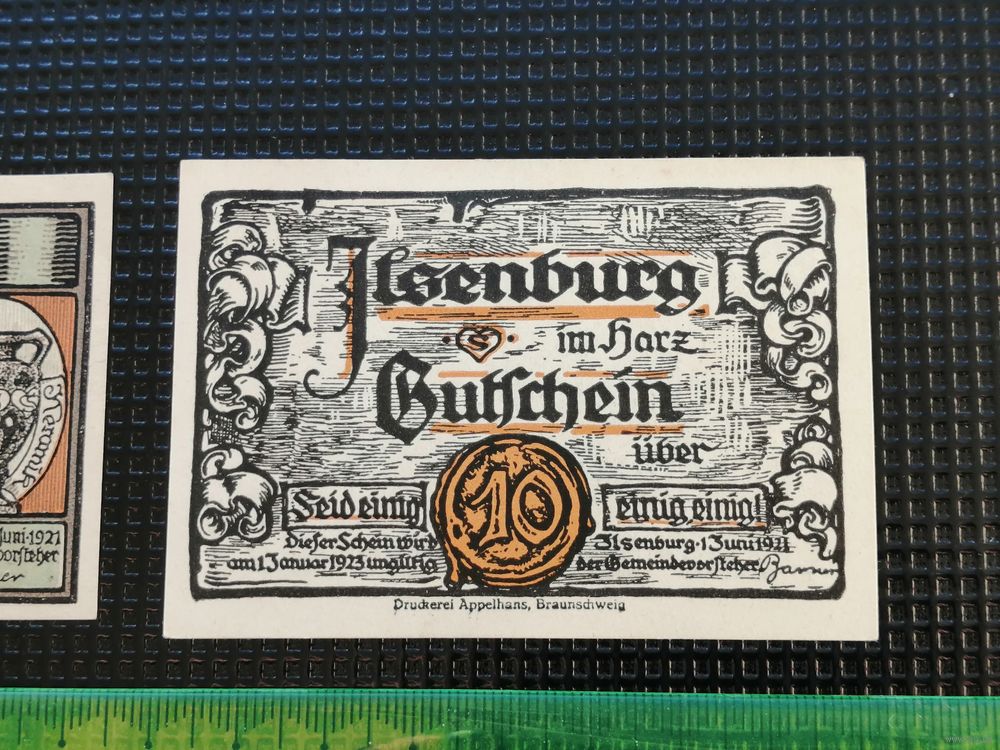 Ilsenburg
S
im Harz
Gutschein
über
10
Seid einig
einig, einig!
Dieser Schein wird
am 1 Januar 1923 ungültig
Ilsenburg · 1 Juni 1921
der Gemeindevorsteher
Druckerei Appelhans, Braunschweig
Keramik
Juni · 1921
vorsteher